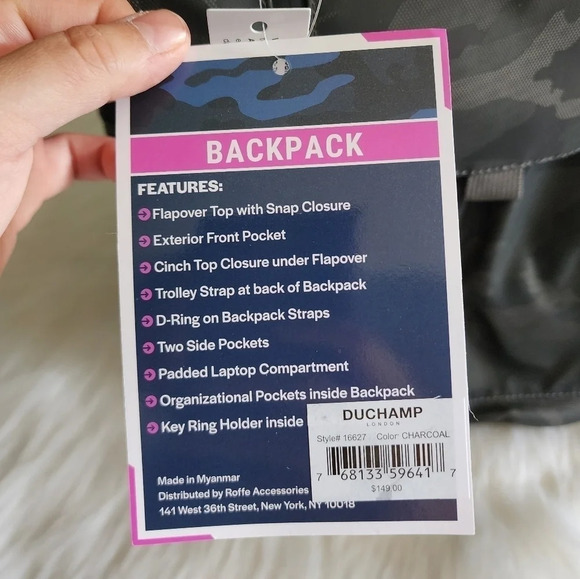 BACKPACK
FEATURES:
Flapover Top with Snap Closure
Exterior Front Pocket
Cinch Top Closure under Flapover
Trolley Strap at back of Backpack
D-Ring on Backpack Straps
Two Side Pockets
Padded Laptop Compartment
Organizational Pockets inside Backpack
Key Ring Holder inside
DUCHAMP
LONDON
Style# 16627 Color: CHARCOAL
7 68133 59641 7
$149.00
Made in Myanmar
Distributed by Roffe Accessories
141 West 36th Street, New York, NY 10018